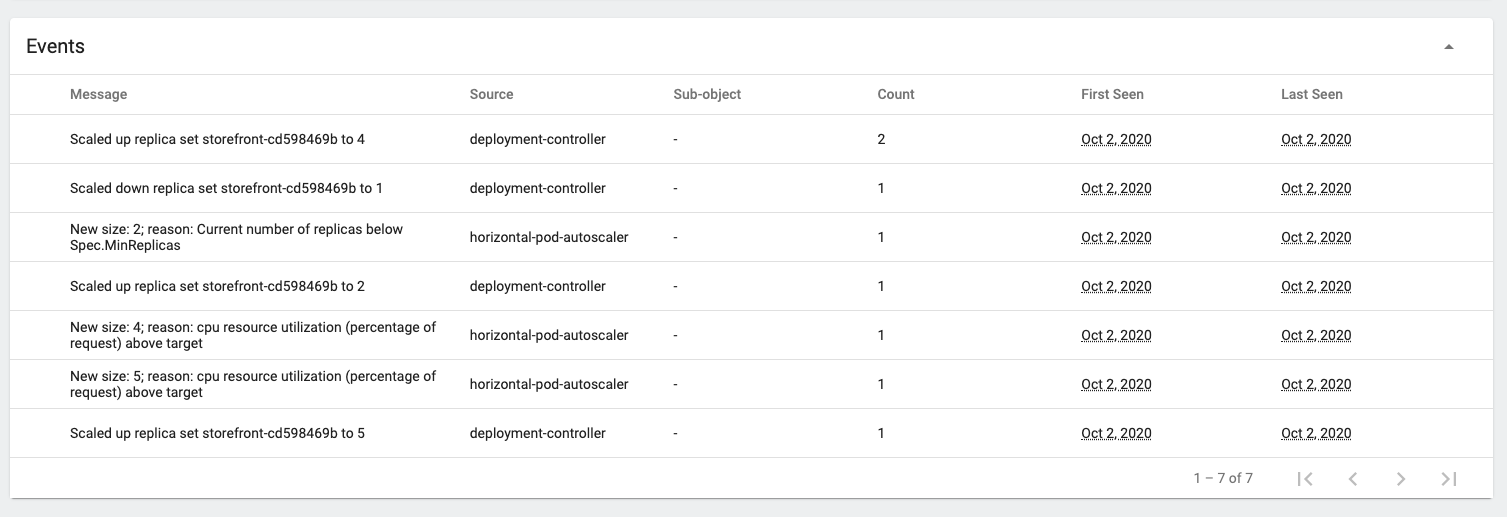 Events
Message Source Sub-object Count First Seen Last Seen
Scaled up replica set storefront-cd598469b to 4 deployment-controller - 2 Oct 2, 2020 Oct 2, 2020
Scaled down replica set storefront-cd598469b to 1 deployment-controller - 1 Oct 2, 2020 Oct 2, 2020
New size: 2; reason: Current number of replicas below
Spec.MinReplicas horizontal-pod-autoscaler - 1 Oct 2, 2020 Oct 2, 2020
Scaled up replica set storefront-cd598469b to 2 deployment-controller - 1 Oct 2, 2020 Oct 2, 2020
New size: 4; reason: cpu resource utilization (percentage of
request) above target horizontal-pod-autoscaler - 1 Oct 2, 2020 Oct 2, 2020
New size: 5; reason: cpu resource utilization (percentage of
request) above target horizontal-pod-autoscaler - 1 Oct 2, 2020 Oct 2, 2020
Scaled up replica set storefront-cd598469b to 5 deployment-controller - 1 Oct 2, 2020 Oct 2, 2020
1 – 7 of 7